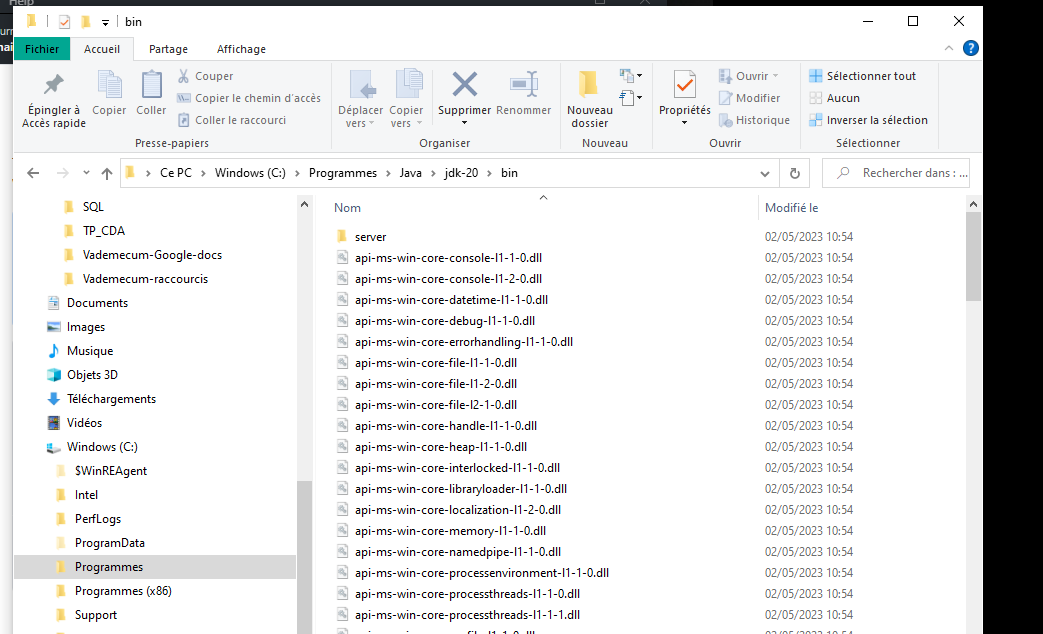 Help
bin
Fichier
Accueil
Partage
Affichage
Épingler à
Accès rapide
Copier
Coller
Couper
Copier le chemin d'accès
Coller le raccourci
Presse-papiers
Déplacer
vers
Copier
vers
Supprimer
Renommer
Organiser
Nouveau
dossier
Nouveau
Propriétés
Ouvrir
Modifier
Historique
Ouvrir
Sélectionner tout
Aucun
Inverser la sélection
Sélectionner
Ce PC > Windows (C:) > Programmes > Java > jdk-20 > bin
Rechercher dans : ...
SQL
TP_CDA
Vademecum-Google-docs
Vademecum-raccourcis
Documents
Images
Musique
Objets 3D
Téléchargements
Vidéos
Windows (C:)
$WinREAgent
Intel
PerfLogs
ProgramData
Programmes
Programmes (x86)
Support
Nom Modifié le
server 02/05/2023 10:54
api-ms-win-core-console-l1-1-0.dll 02/05/2023 10:54
api-ms-win-core-console-l1-2-0.dll 02/05/2023 10:54
api-ms-win-core-datetime-l1-1-0.dll 02/05/2023 10:54
api-ms-win-core-debug-l1-1-0.dll 02/05/2023 10:54
api-ms-win-core-errorhandling-l1-1-0.dll 02/05/2023 10:54
api-ms-win-core-file-l1-1-0.dll 02/05/2023 10:54
api-ms-win-core-file-l1-2-0.dll 02/05/2023 10:54
api-ms-win-core-file-l2-1-0.dll 02/05/2023 10:54
api-ms-win-core-handle-l1-1-0.dll 02/05/2023 10:54
api-ms-win-core-heap-l1-1-0.dll 02/05/2023 10:54
api-ms-win-core-interlocked-l1-1-0.dll 02/05/2023 10:54
api-ms-win-core-libraryloader-l1-1-0.dll 02/05/2023 10:54
api-ms-win-core-localization-l1-2-0.dll 02/05/2023 10:54
api-ms-win-core-memory-l1-1-0.dll 02/05/2023 10:54
api-ms-win-core-namedpipe-l1-1-0.dll 02/05/2023 10:54
api-ms-win-core-processenvironment-l1-1-0.dll 02/05/2023 10:54
api-ms-win-core-processthreads-l1-1-0.dll 02/05/2023 10:54
api-ms-win-core-processthreads-l1-1-1.dll 02/05/2023 10:54